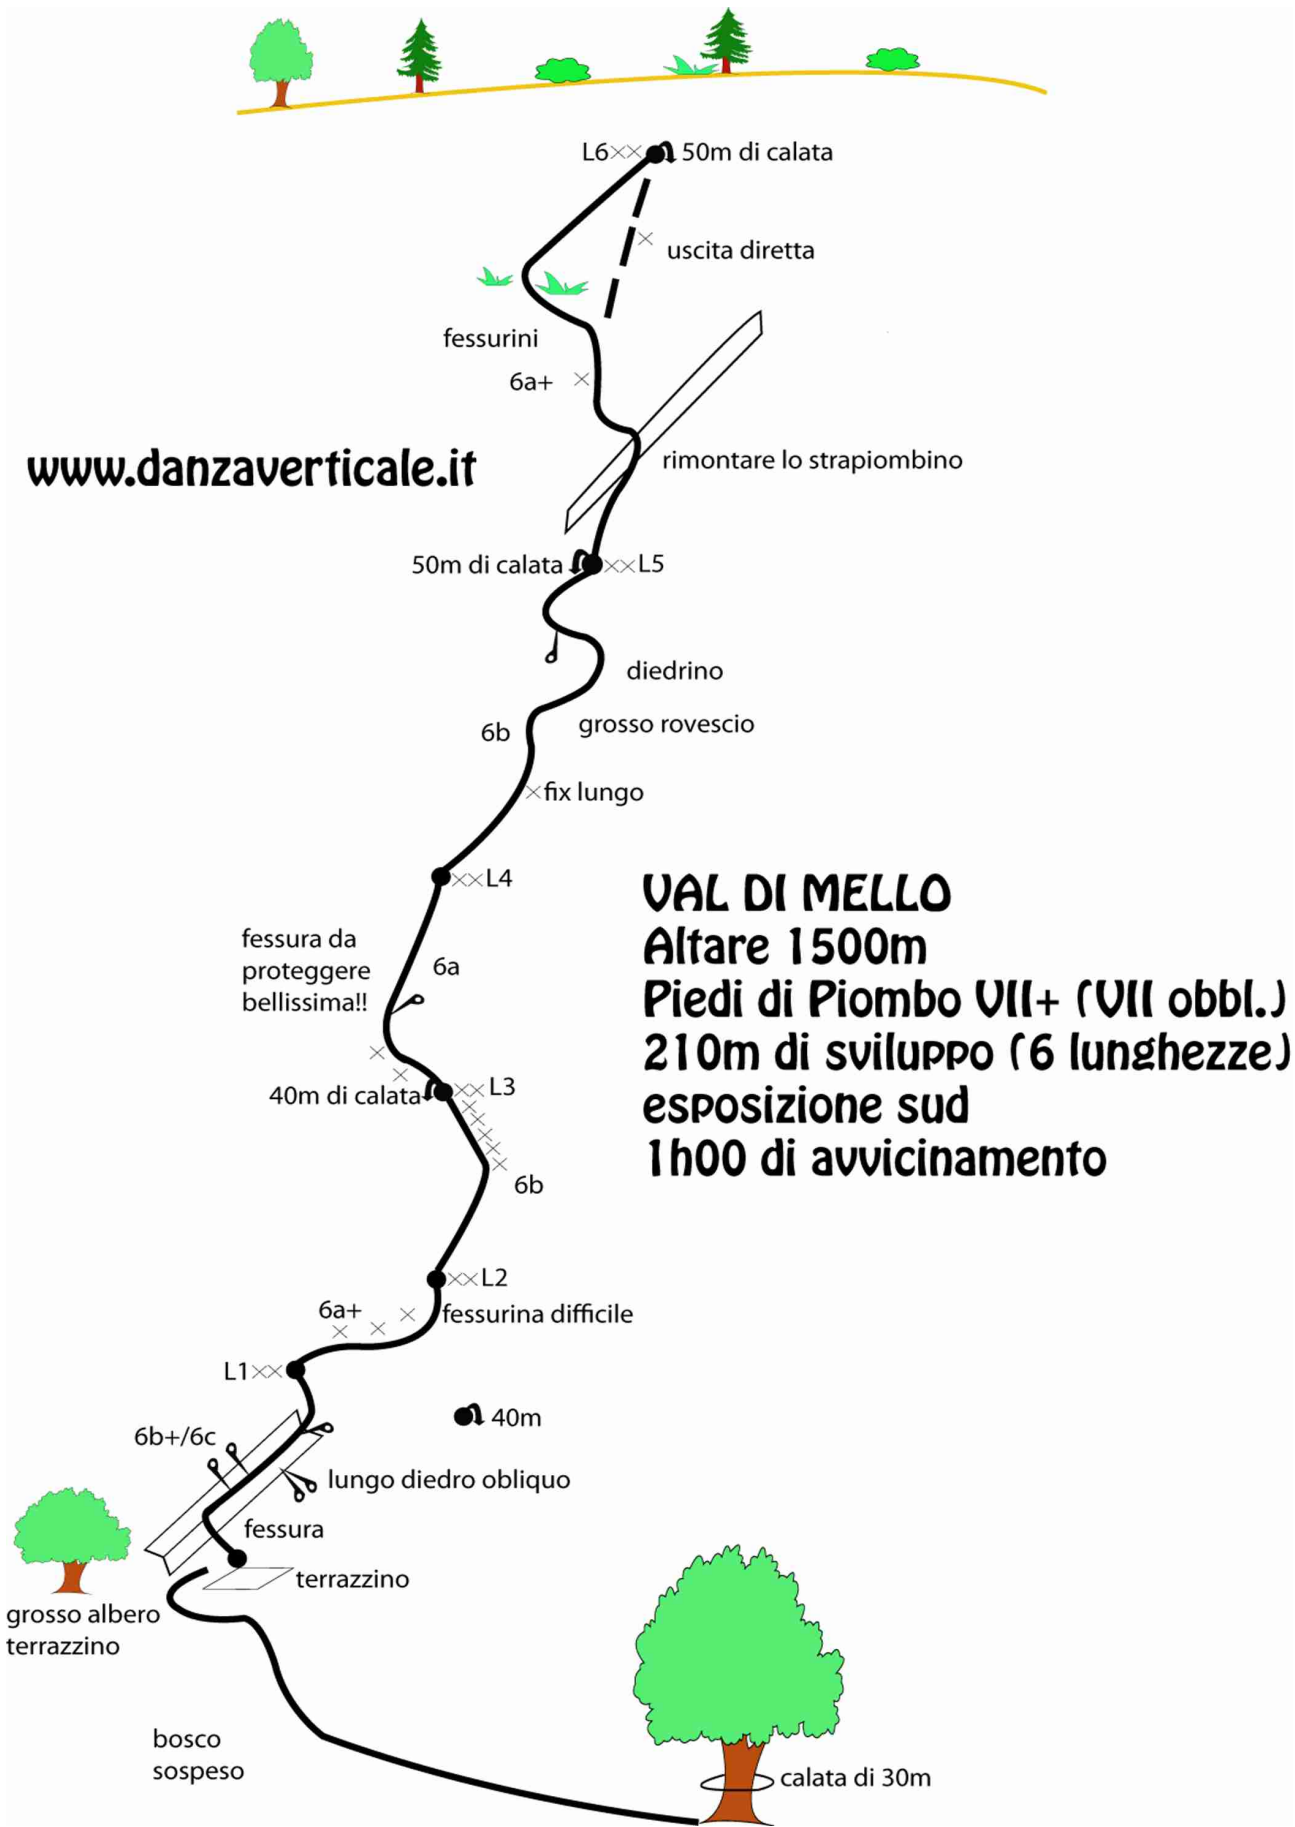 L6×× 50m di calata
uscita diretta
fessurini
6a+
www.danzaverticale.it
rimontare lo strapiombino
50m di calata ××L5
diedrino
6b
grosso rovescio
fix lungo
××L4
VAL DI MELLO
Altare 1500m
Piedi di Piombo VII+ (VII obbl.)
210m di sviluppo (6 lunghezze)
esposizione sud
1h00 di avvicinamento
fessura da
proteggere
bellissima!!
6a
40m di calata ××L3
6b
××L2
6a+
fessurina difficile
L1××
40m
6b+/6c
lungo diedro obliquo
fessura
terrazzino
grosso albero
terrazzino
bosco
sospeso
calata di 30m